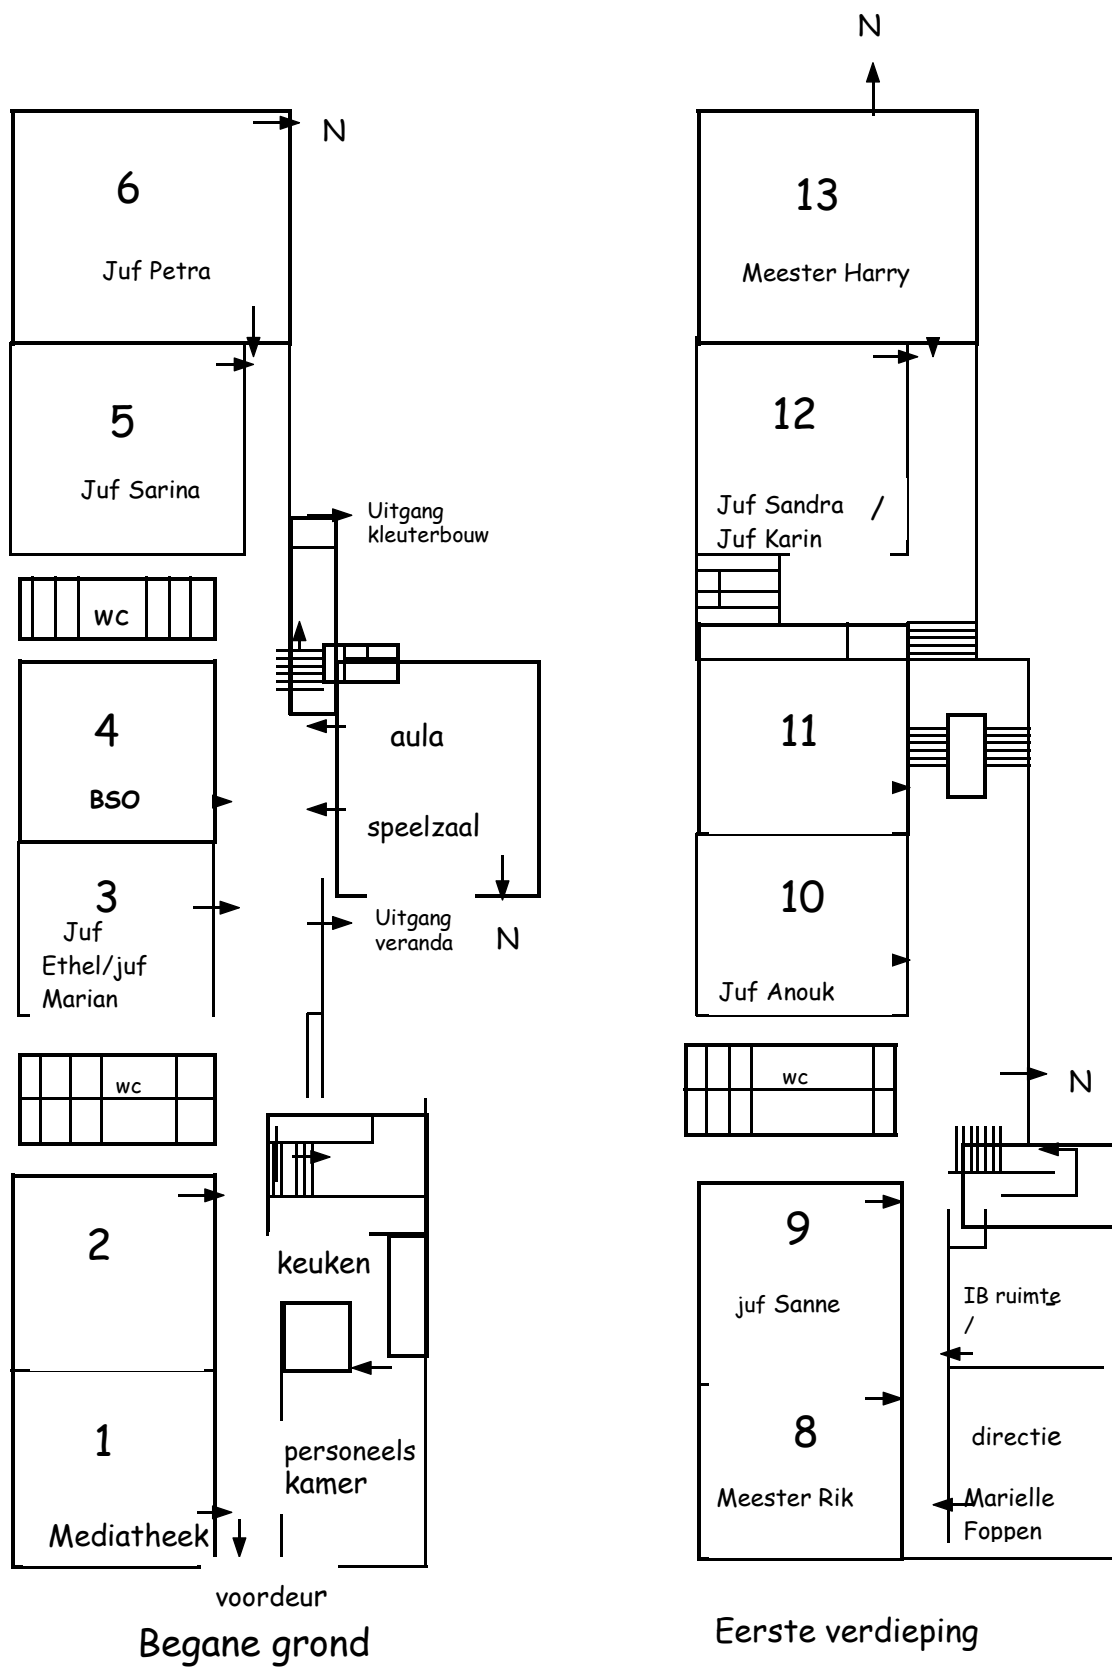 N
6
Juf Petra
N
5
Juf Sarina
Uitgang
kleuterbouw
wc
4
BSO
aula
speelzaal
3
Juf
Ethel/juf
Marian
Uitgang
veranda
N
wc
2
keuken
1
personeels
kamer
Mediatheek
voordeur
Begane grond
N
13
Meester Harry
12
Juf Sandra /
Juf Karin
11
10
Juf Anouk
wc
N
9
juf Sanne
IB ruimte
/
8
directie
Meester Rik
Marielle
Foppen
Eerste verdieping